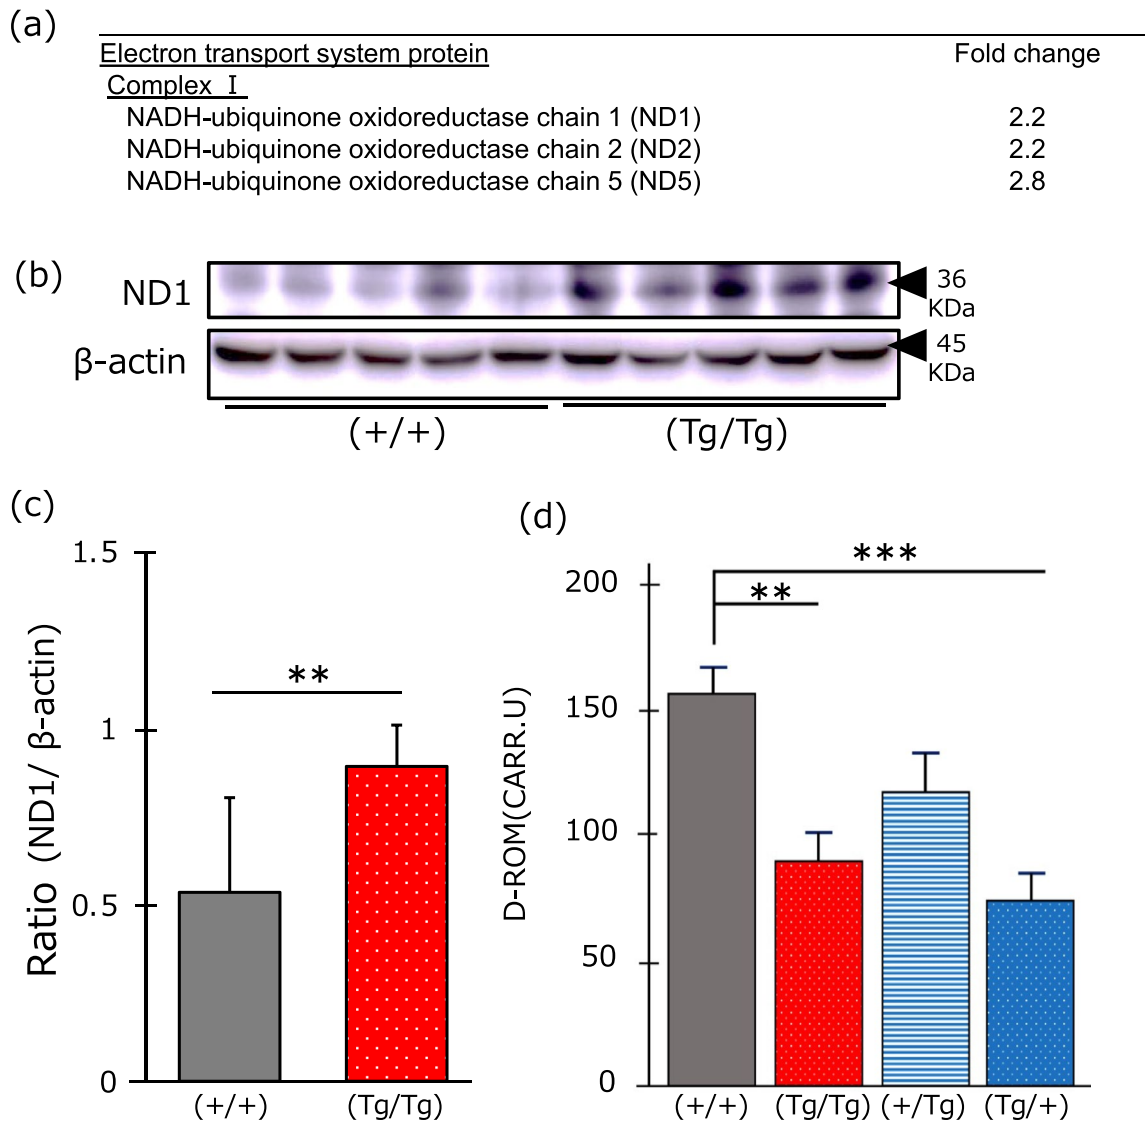 (a)
Electron transport system protein Fold change
Complex I
NADH-ubiquinone oxidoreductase chain 1 (ND1) 2.2
NADH-ubiquinone oxidoreductase chain 2 (ND2) 2.2
NADH-ubiquinone oxidoreductase chain 5 (ND5) 2.8
(b)
ND1
36
KDa
β-actin
45
KDa
(+/+) (Tg/Tg)
(c)
1.5
1
0.5
0
Ratio (ND1/ β-actin)
**
(+/+) (Tg/Tg)
(d)
200
150
100
50
0
D-ROM(CARR.U)
***
**
(+/+) (Tg/Tg) (+/Tg) (Tg/+)